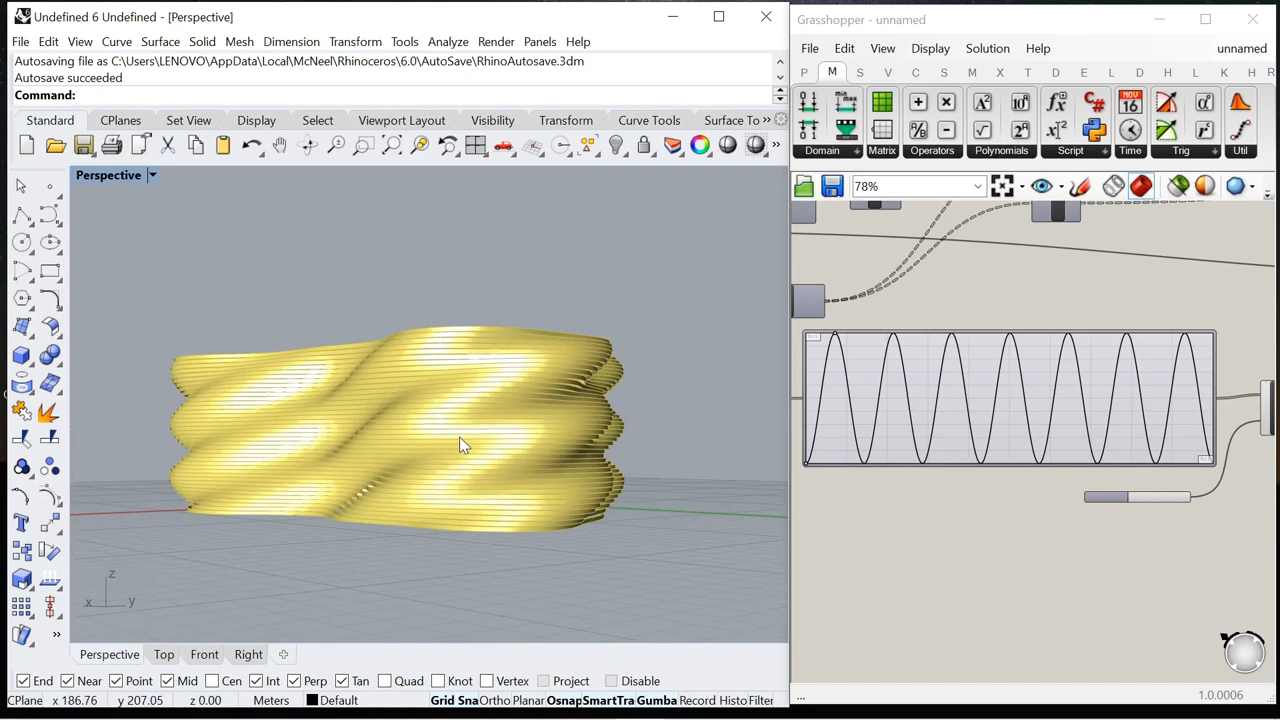 Undefined 6 Undefined - [Perspective]
File Edit View Curve Surface Solid Mesh Dimension Transform Tools Analyze Render Panels Help
Autosaving file as C:\Users\LENOVO\AppData\Local\McNeel\Rhinoceros\6.0\AutoSave\RhinoAutosave.3dm
Autosave succeeded
Command:
Standard CPlanes Set View Display Select Viewport Layout Visibility Transform Curve Tools Surface To
Perspective
z
x y
Perspective Top Front Right
End Near Point Mid Cen Int Perp Tan Quad Knot Vertex Project Disable
CPlane x 186.76 y 207.05 z 0.00 Meters Default Grid Sna Ortho Planar Osnap SmartTra Gumba Record Histo Filter
Grasshopper - unnamed
File Edit View Display Solution Help unnamed
P M S V C S M X T D D H L K H R
Domain Matrix Operators Polynomials Script Time Trig Util
78%
...
1.0.0006